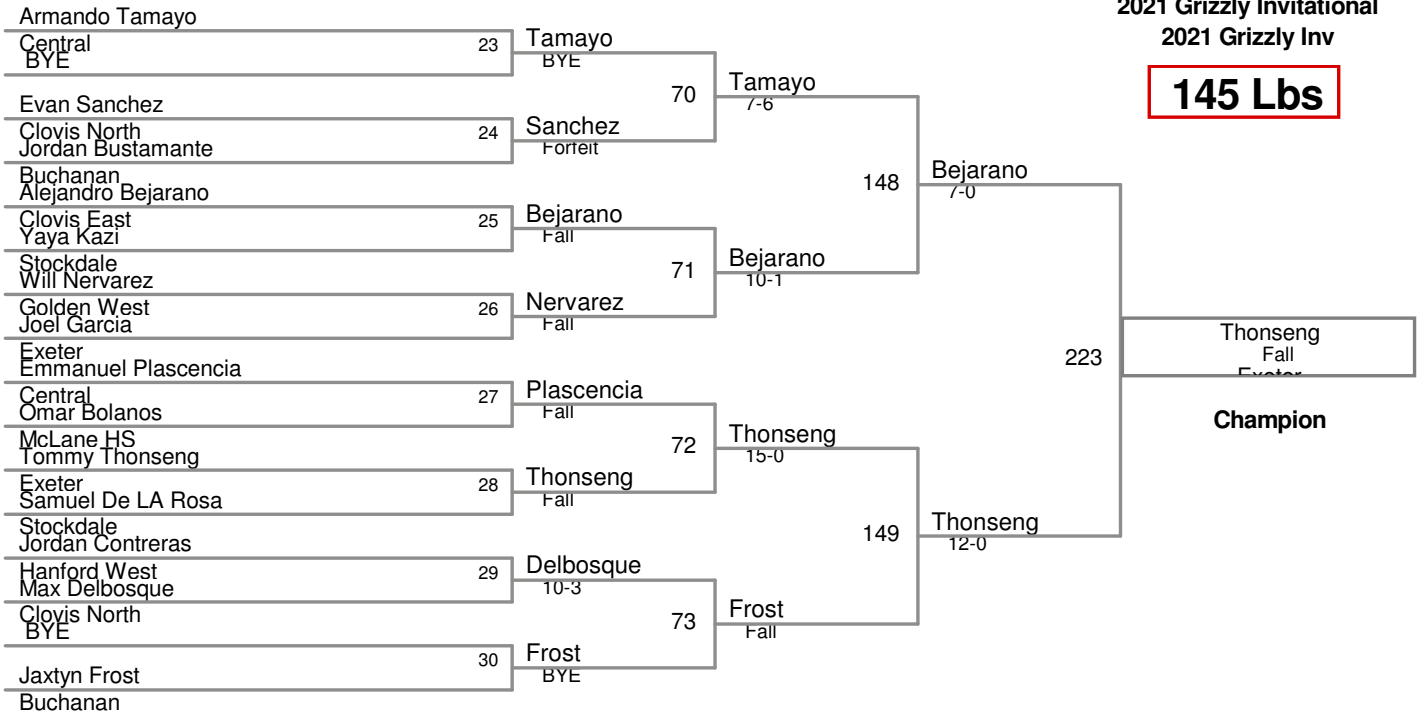 2021 Grizzly Invitational
2021 Grizzly Inv
145 Lbs
Armando Tamayo
Central
BYE
Evan Sanchez
Clovis North
Jordan Bustamante
Buchanan
Alejandro Bejarano
Clovis East
Yaya Kazi
Stockdale
Will Nervarez
Golden West
Joel Garcia
Exeter
Emmanuel Plascencia
Central
Omar Bolanos
McLane HS
Tommy Thonseng
Exeter
Samuel De LA Rosa
Stockdale
Jordan Contreras
Hanford West
Max Delbosque
Clovis North
BYE
Jaxtyn Frost
Buchanan
23
24
25
26
27
28
29
30
Tamayo
BYE
Sanchez
Forfeit
Bejarano
Fall
Nervarez
Fall
Plascencia
Fall
Thonseng
Fall
Delbosque
10-3
Frost
BYE
70
71
72
73
Tamayo
7-6
Bejarano
10-1
Thonseng
15-0
Frost
Fall
148
149
Bejarano
7-0
Thonseng
12-0
223
Thonseng
Fall
Exeter
Champion